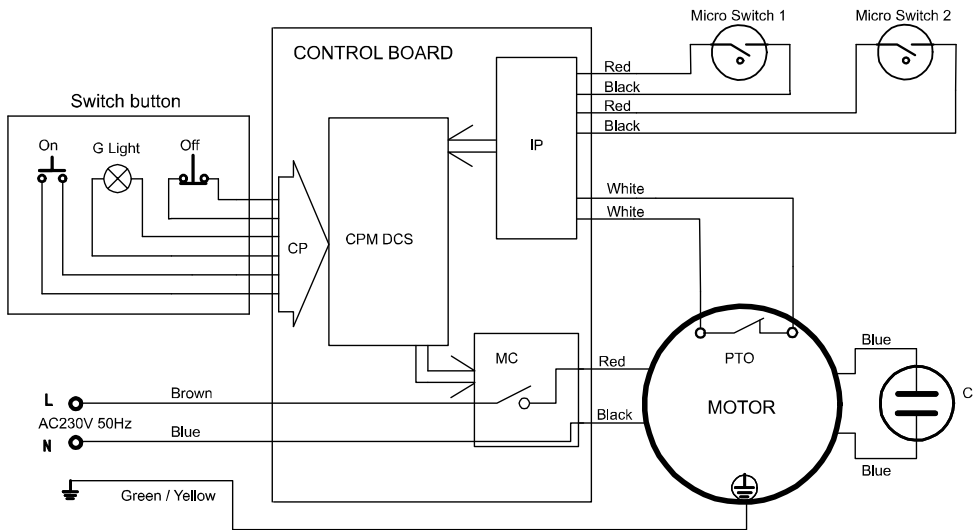 Micro Switch 1
Micro Switch 2
CONTROL BOARD
Red
Black
Red
Black
Switch button
On
G Light
Off
IP
White
White
CP
CPM DCS
PTO
MOTOR
MC
Red
Black
Blue
C
Blue
L
Brown
AC230V 50Hz
N
Blue
Green / Yellow